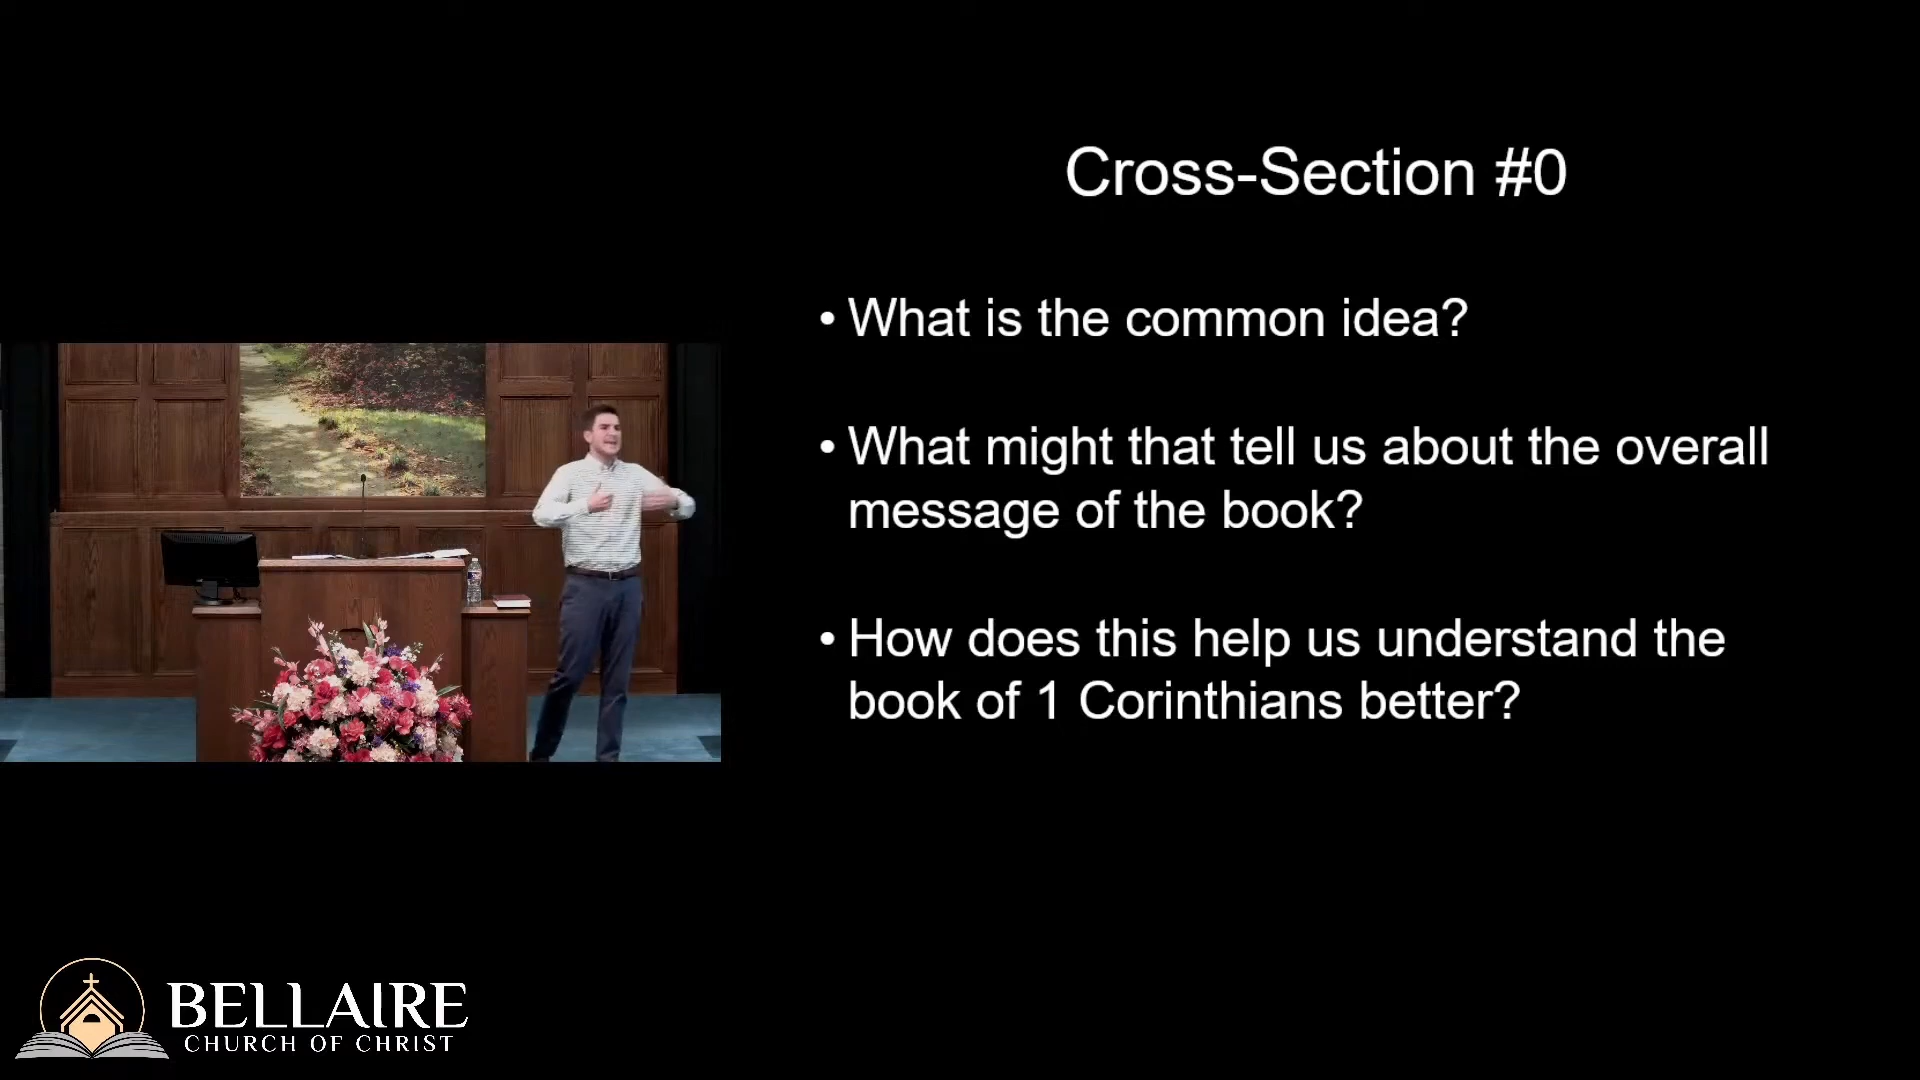 Cross-Section #0
• What is the common idea?
• What might that tell us about the overall
message of the book?
• How does this help us understand the
book of 1 Corinthians better?
BELLAIRE
CHURCH OF CHRIST